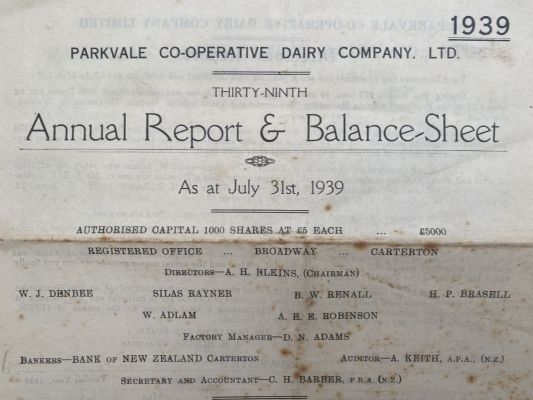 1939
PARKVALE CO-OPERATIVE DAIRY COMPANY. LTD.
THIRTY-NINTH
Annual Report & Balance-Sheet
As at July 31st, 1939
AUTHORISED CAPITAL 1000 SHARES AT £5 EACH ... £5000
REGISTERED OFFICE ... BROADWAY ... CARTERTON
DIRECTORS—A. H. ELKINS, (CHAIRMAN)
W. J. DENBEE SILAS RAYNER B. W. RENALL H. P. BRASELL
W. ADLAM A. E. E. ROBINSON
FACTORY MANAGER—D. N. ADAMS
BANKERS—BANK OF NEW ZEALAND CARTERTON AUDITOR—A. KEITH, A.P.A., (N.Z.)
SECRETARY AND ACCOUNTANT—C. H. BARBER, F.R.A. (N.Z.)